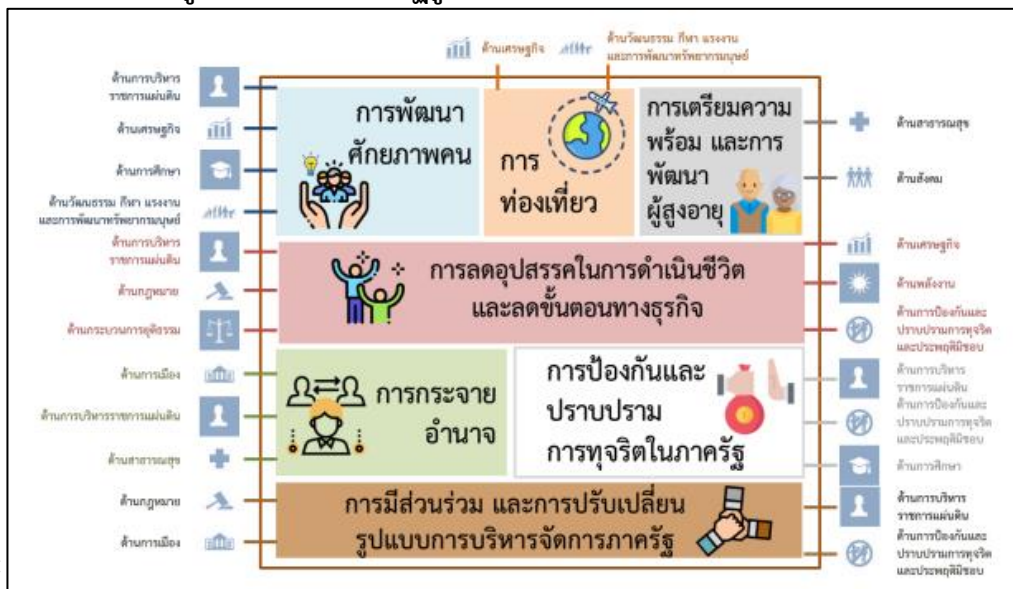 ด้านเศรษฐกิจ
ด้านวัฒนธรรม กีฬา แรงงาน
และการพัฒนาทรัพยากรมนุษย์
ด้านการบริหาร
ราชการแผ่นดิน
ด้านเศรษฐกิจ
ด้านการศึกษา
ด้านวัฒนธรรม กีฬา แรงงาน
และการพัฒนาทรัพยากรมนุษย์
การพัฒนา
ศักยภาพคน
การ
ท่องเที่ยว
การเตรียมความ
พร้อม และการ
พัฒนา
ผู้สูงอายุ
ด้านสาธารณสุข
ด้านสังคม
ด้านการบริหาร
ราชการแผ่นดิน
ด้านกฎหมาย
ด้านกระบวนการยุติธรรม
การลดอุปสรรคในการดำเนินชีวิต
และลดขั้นตอนทางธุรกิจ
ด้านเศรษฐกิจ
ด้านพลังงาน
ด้านการป้องกันและ
ปราบปรามการทุจริต
และประพฤติมิชอบ
ด้านการเมือง
ด้านการบริหารราชการแผ่นดิน
ด้านสาธารณสุข
การกระจาย
อำนาจ
การป้องกันและ
ปราบปราม
การทุจริตในภาครัฐ
ด้านการบริหาร
ราชการแผ่นดิน
ด้านการป้องกันและ
ปราบปรามการทุจริต
และประพฤติมิชอบ
ด้านการศึกษา
ด้านกฎหมาย
ด้านการเมือง
การมีส่วนร่วม และการปรับเปลี่ยน
รูปแบบการบริหารจัดการภาครัฐ
ด้านการบริหาร
ราชการแผ่นดิน
ด้านการป้องกันและ
ปราบปรามการทุจริต
และประพฤติมิชอบ